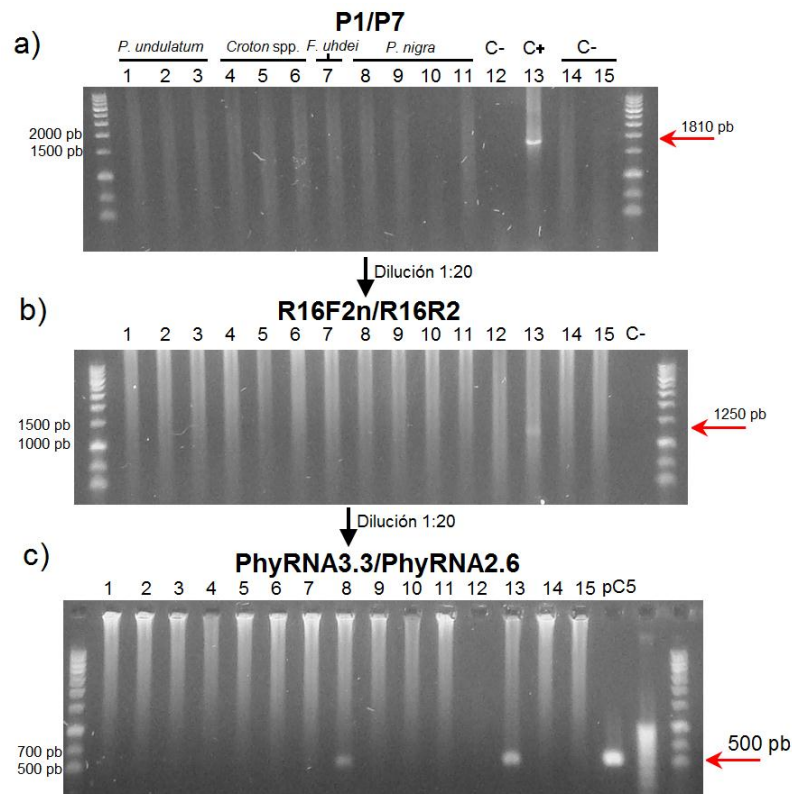 P1/P7
a)
P. undulatum Croton spp. F. uhdei P. nigra C- C+ C-
1 2 3 4 5 6 7 8 9 10 11 12 13 14 15
2000 pb
1500 pb
1810 pb
Dilución 1:20
b)
R16F2n/R16R2
1 2 3 4 5 6 7 8 9 10 11 12 13 14 15 C-
1500 pb
1000 pb
1250 pb
Dilución 1:20
c)
PhyRNA3.3/PhyRNA2.6
1 2 3 4 5 6 7 8 9 10 11 12 13 14 15 pC5
700 pb
500 pb
500 pb